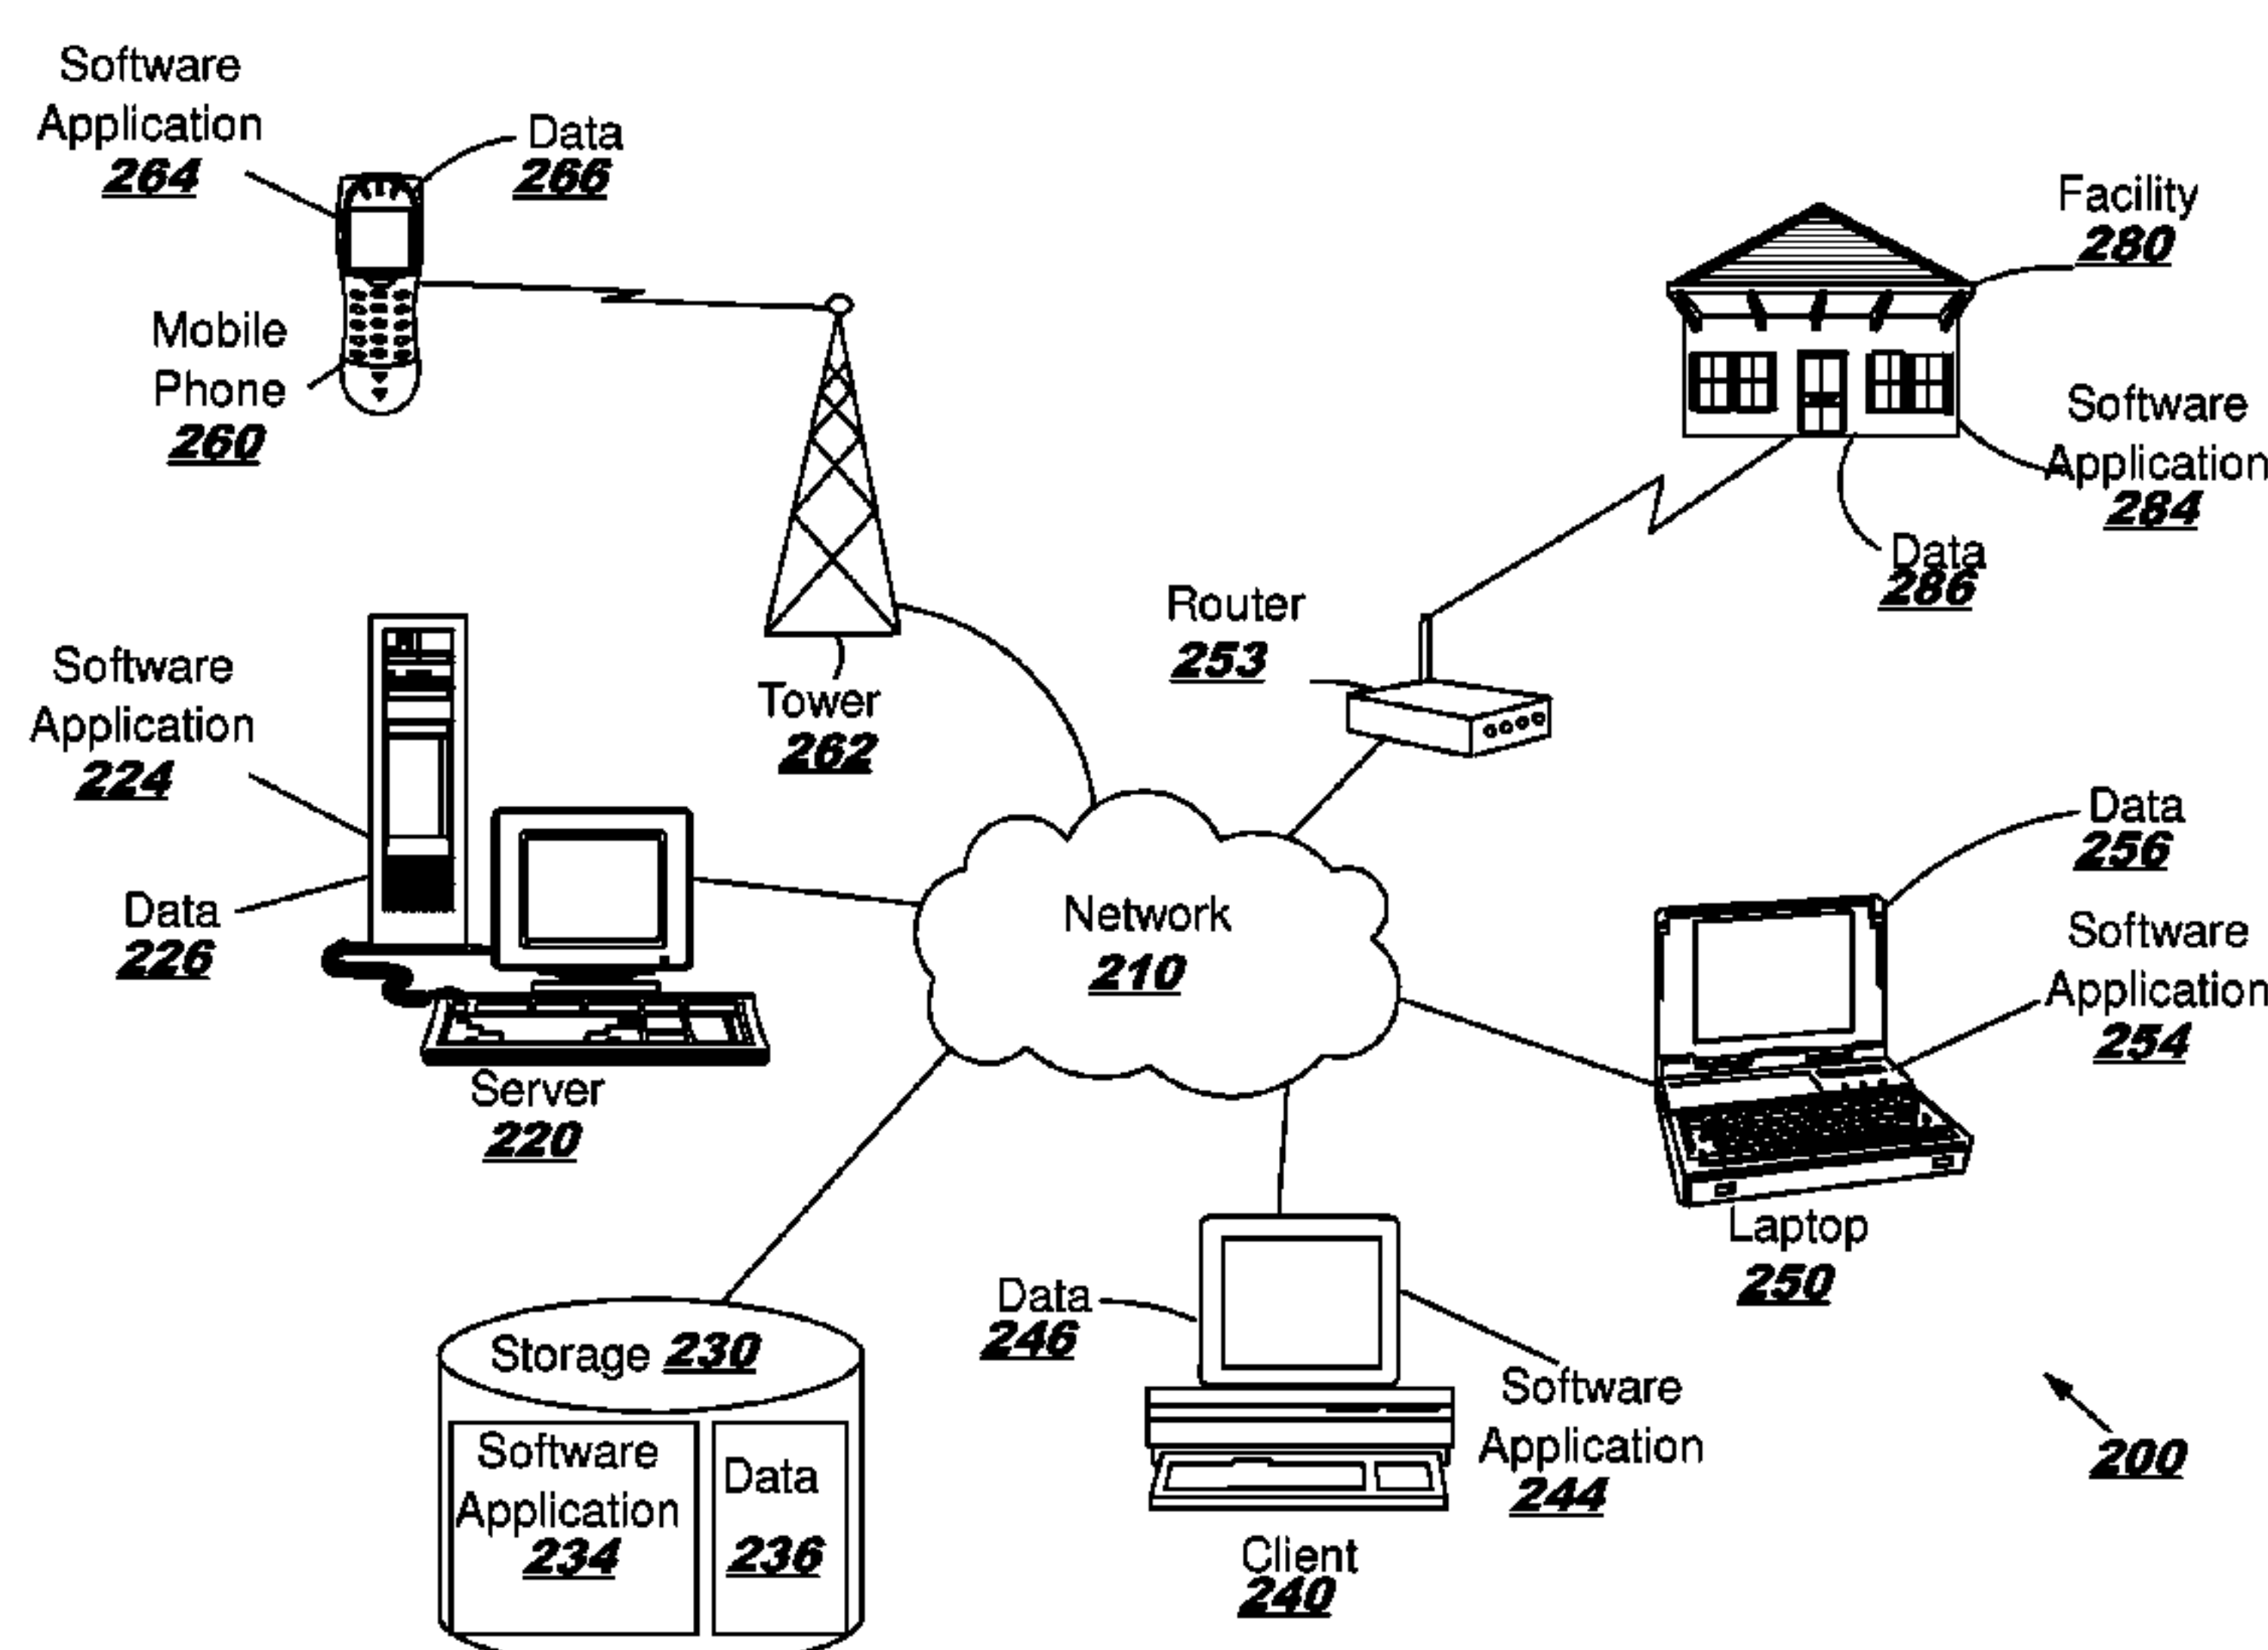 Software
Application
264
Data
266
Mobile
Phone
260
Facility
280
Software
Application
284
Data
286
Router
253
Tower
262
Software
Application
224
Data
226
Server
220
Network
210
Data
256
Software
Application
254
Laptop
250
Storage 230
Software
Application
234
Data
236
Data
246
Software
Application
244
Client
240
200